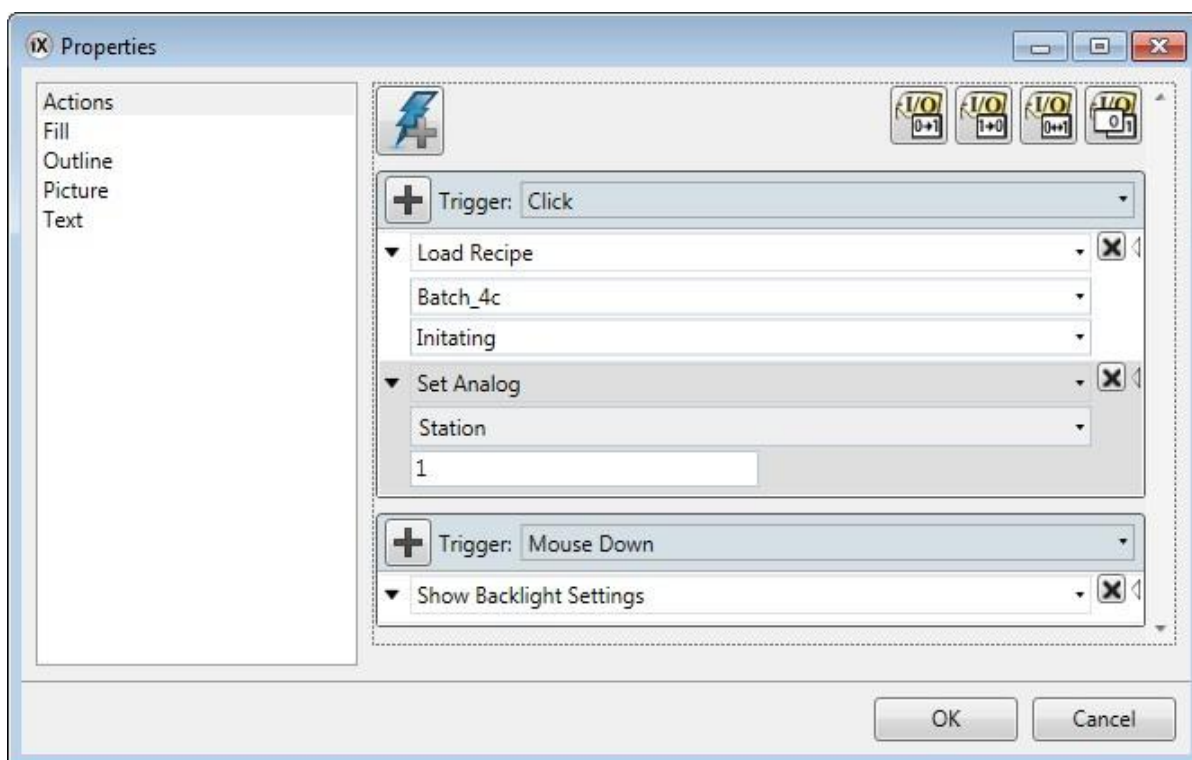 iX Properties
Actions
Fill
Outline
Picture
Text
I/O 0→1 I/O 1→0 I/O 0↔1 I/O 0 1
Trigger: Click
Load Recipe
Batch_4c
Initating
Set Analog
Station
1
Trigger: Mouse Down
Show Backlight Settings
OK Cancel